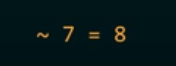 ~ 7 = 8